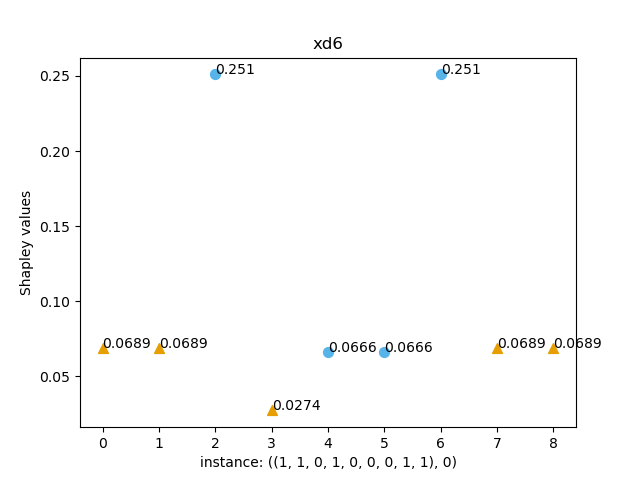 xd6
Shapley values
0.25
0.20
0.15
0.10
0.05
0.251 0.251
0.0689 0.0689 0.0666 0.0666 0.0689 0.0689
0.0274
0 1 2 3 4 5 6 7 8
instance: ((1, 1, 0, 1, 0, 0, 0, 1, 1), 0)